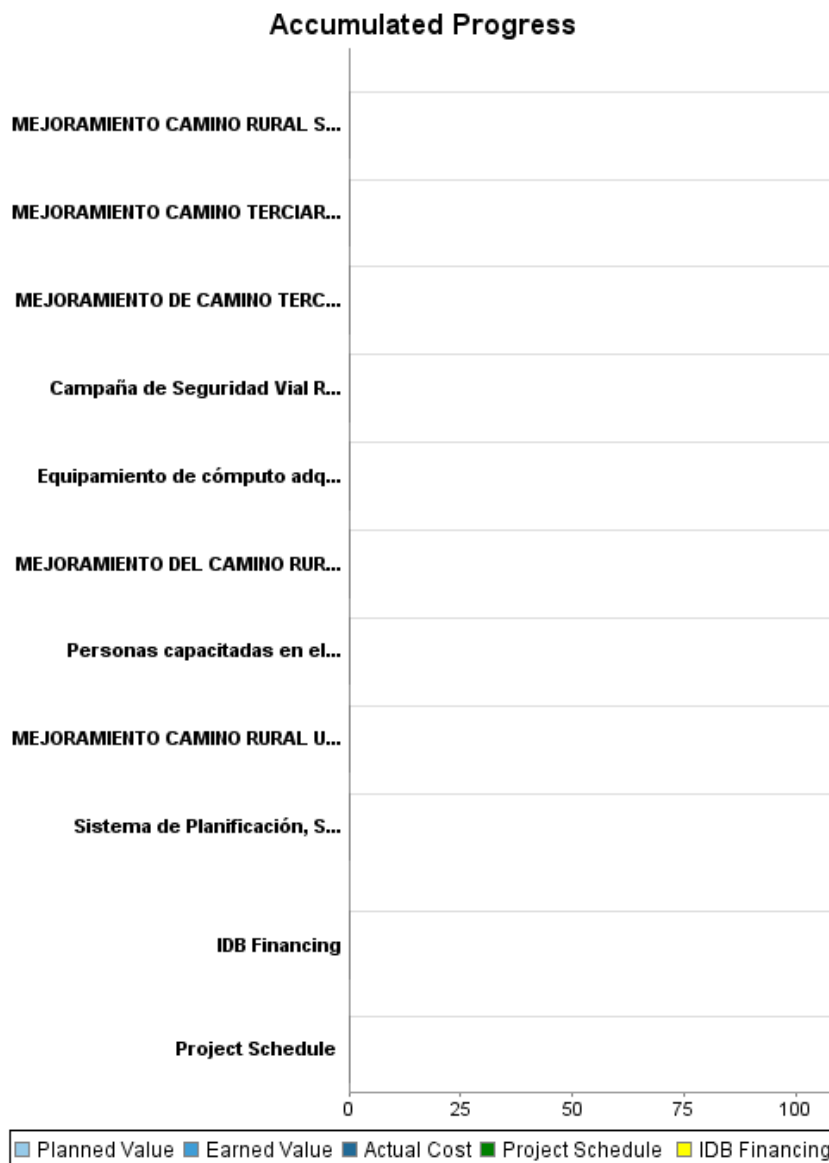 Accumulated Progress
MEJORAMIENTO CAMINO RURAL S...
MEJORAMIENTO CAMINO TERCIAR...
MEJORAMIENTO DE CAMINO TERC...
Campaña de Seguridad Vial R...
Equipamiento de cómputo adq...
MEJORAMIENTO DEL CAMINO RUR...
Personas capacitadas en el...
MEJORAMIENTO CAMINO RURAL U...
Sistema de Planificación, S...
IDB Financing
Project Schedule
0 25 50 75 100
Planned Value Earned Value Actual Cost Project Schedule IDB Financing